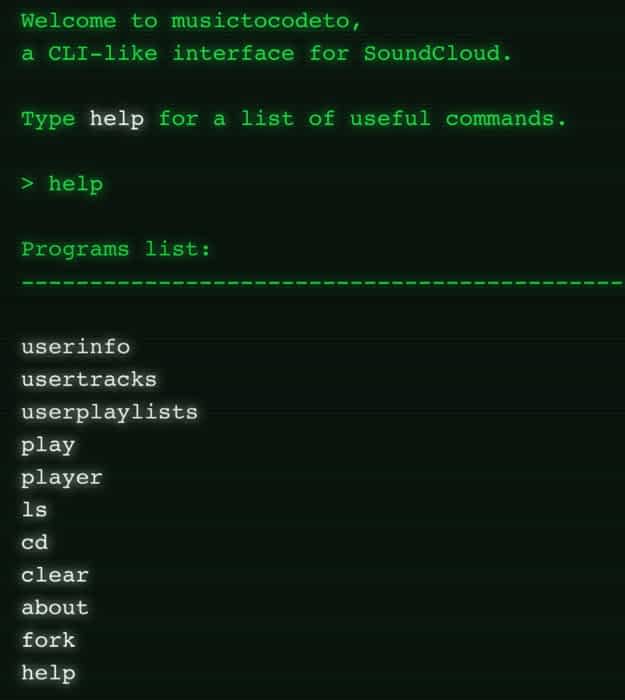 Welcome to musictocodeto,
a CLI-like interface for SoundCloud.
Type help for a list of useful commands.
> help
Programs list:
---------------------------------------------
userinfo
usertracks
userplaylists
play
player
ls
cd
clear
about
fork
help